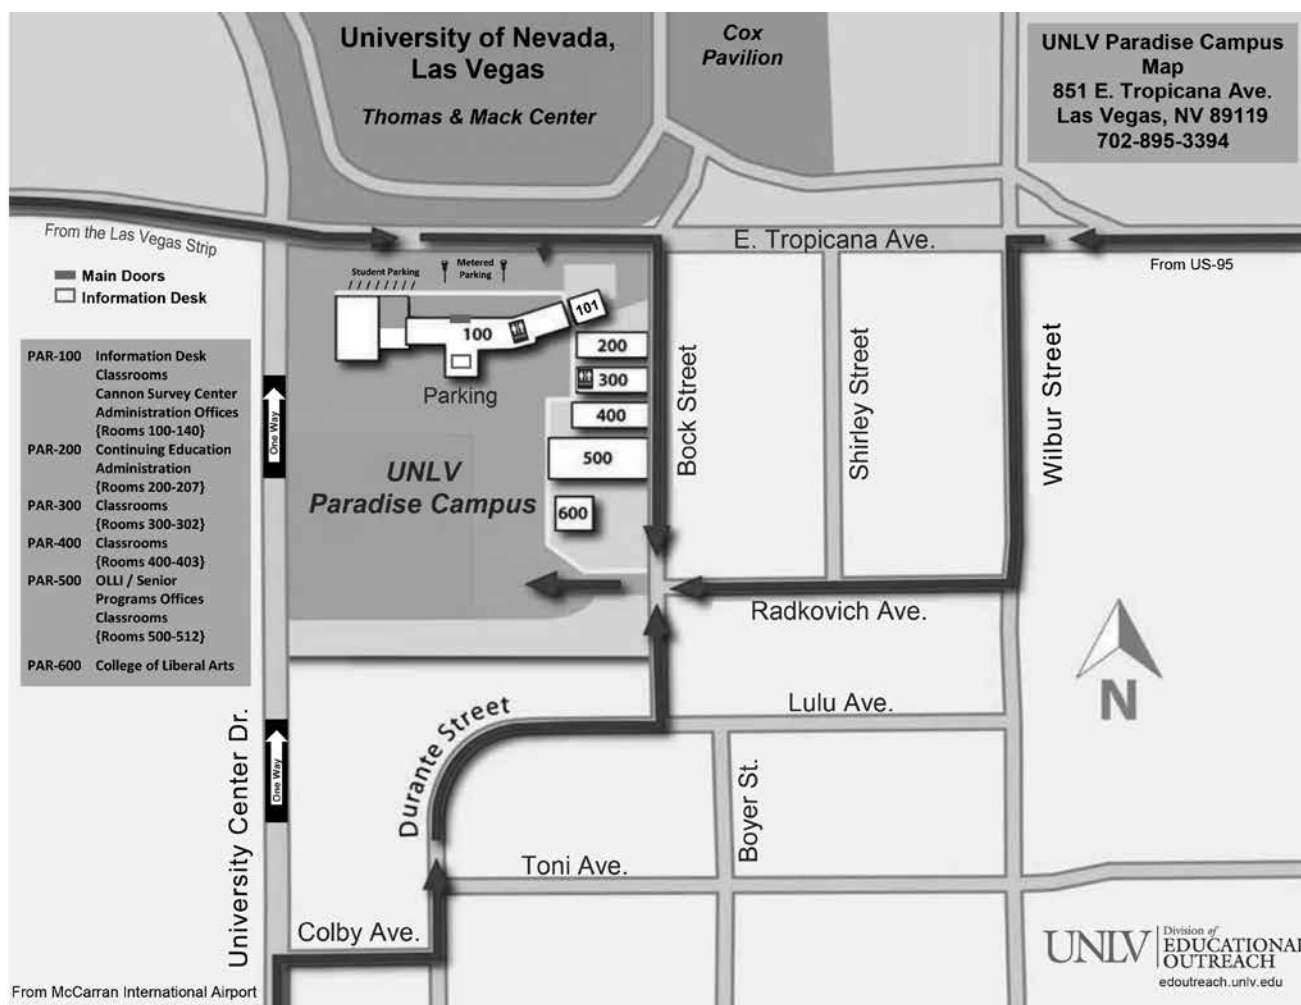 University of Nevada,
Las Vegas
Thomas & Mack Center
Cox
Pavilion
UNLV Paradise Campus
Map
851 E. Tropicana Ave.
Las Vegas, NV 89119
702-895-3394
From the Las Vegas Strip
E. Tropicana Ave.
From US-95
Main Doors
Information Desk
Student Parking
Metered
Parking
101
100
200
300
400
500
600
Parking
UNLV
Paradise Campus
PAR-100 Information Desk
Classrooms
Cannon Survey Center
Administration Offices
{Rooms 100-140}
PAR-200 Continuing Education
Administration
{Rooms 200-207}
PAR-300 Classrooms
{Rooms 300-302}
PAR-400 Classrooms
{Rooms 400-403}
PAR-500 OLLI / Senior
Programs Offices
Classrooms
{Rooms 500-512}
PAR-600 College of Liberal Arts
One Way
One Way
University Center Dr.
Bock Street
Shirley Street
Wilbur Street
Radkovich Ave.
Lulu Ave.
Durante Street
Boyer St.
Toni Ave.
Colby Ave.
N
From McCarran International Airport
UNLV
Division of
EDUCATIONAL
OUTREACH
edoutreach.unlv.edu